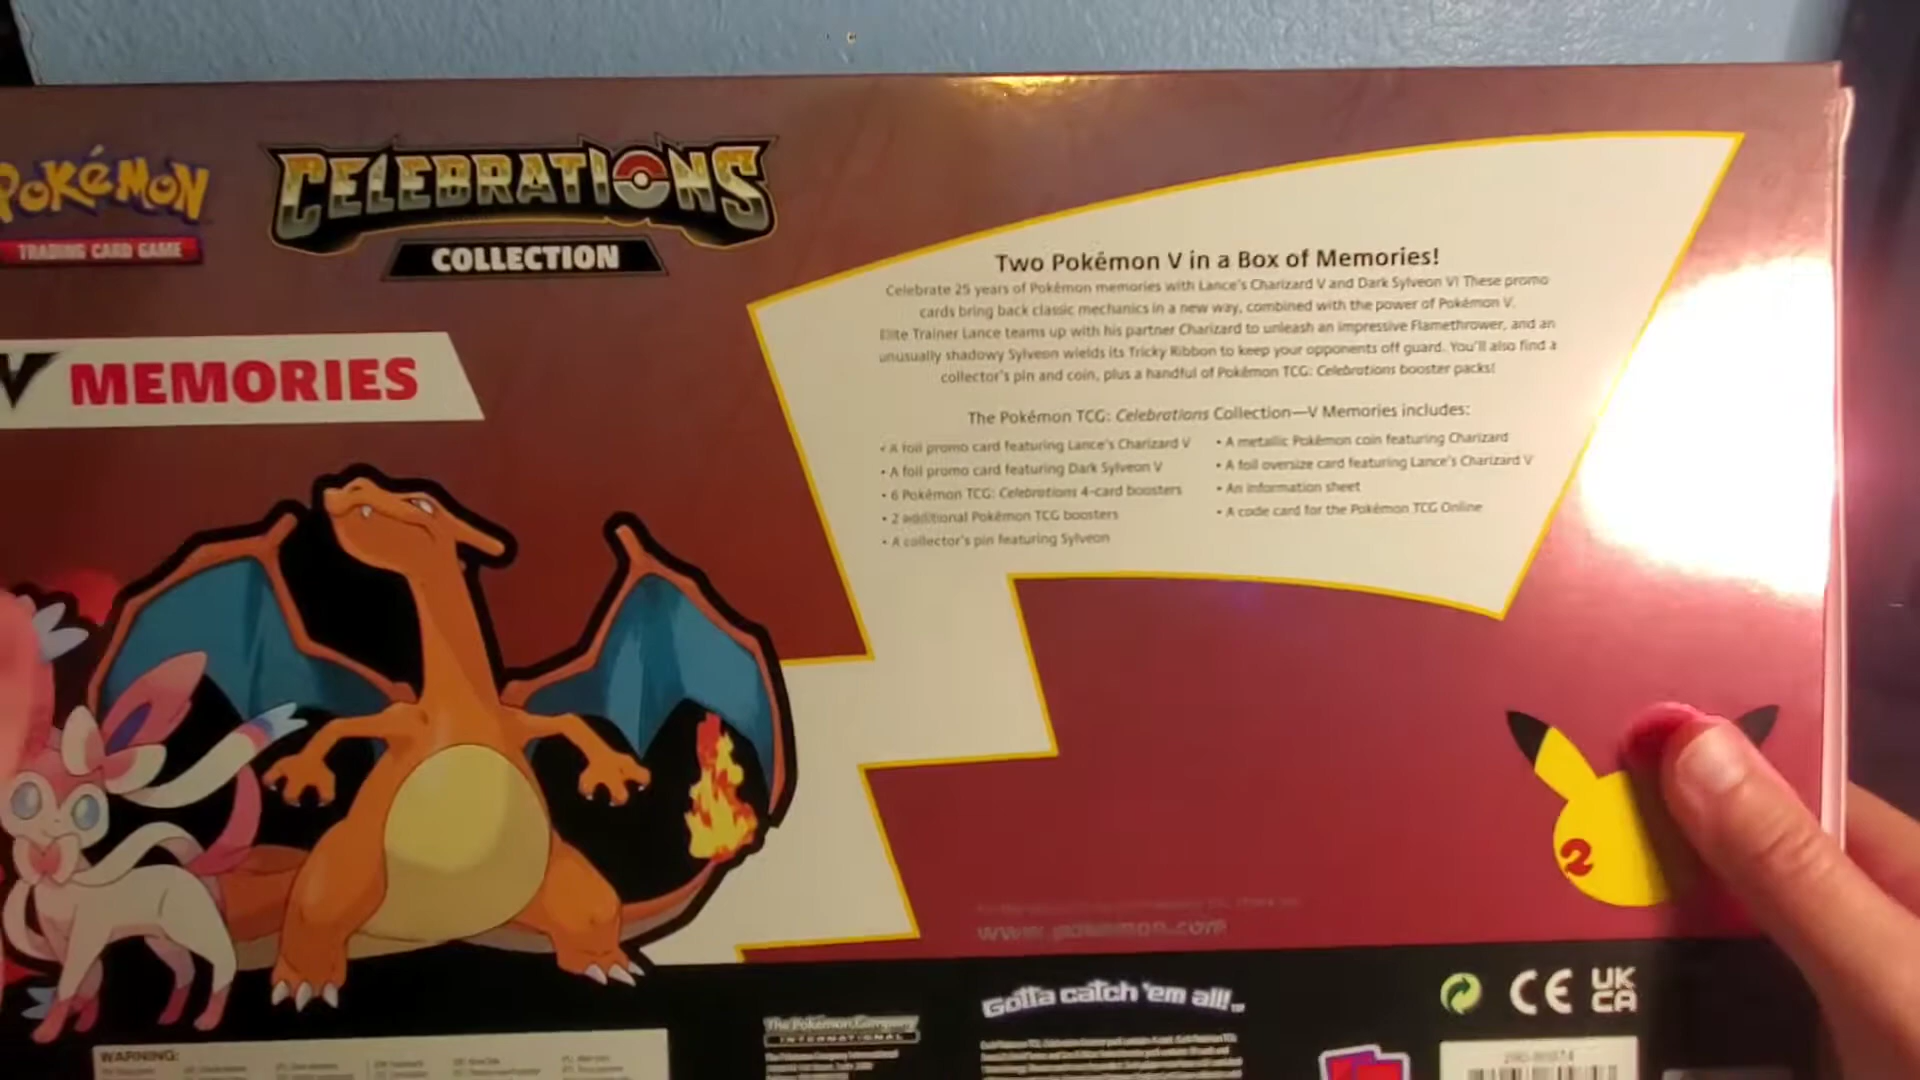 POKéMON
TRADING CARD GAME
CELEBRATIONS
COLLECTION
V MEMORIES
Two Pokémon V in a Box of Memories!
Celebrate 25 years of Pokémon memories with Lance's Charizard V and Dark Sylveon V! These promo
cards bring back classic mechanics in a new way, combined with the power of Pokémon V.
Elite Trainer Lance teams up with his partner Charizard to unleash an impressive Flamethrower, and an
unusually shadowy Sylveon wields its Tricky Ribbon to keep your opponents off guard. You'll also find a
collector's pin and coin, plus a handful of Pokémon TCG: Celebrations booster packs!
The Pokémon TCG: Celebrations Collection—V Memories includes:
• A foil promo card featuring Lance's Charizard V
• A foil promo card featuring Dark Sylveon V
• 6 Pokémon TCG: Celebrations 4-card boosters
• 2 additional Pokémon TCG boosters
• A collector's pin featuring Sylveon
• A metallic Pokémon coin featuring Charizard
• A foil oversize card featuring Lance's Charizard V
• An information sheet
• A code card for the Pokémon TCG Online
2
www.pokemon.com
Gotta catch 'em all!
The Pokémon Company
INTERNATIONAL
CE
UK
CA
WARNING: